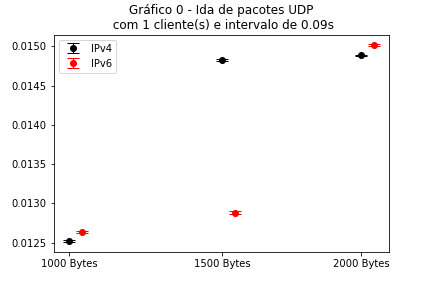 Gráfico 0 - Ida de pacotes UDP
com 1 cliente(s) e intervalo de 0.09s
IPv4
IPv6
0.0150
0.0145
0.0140
0.0135
0.0130
0.0125
1000 Bytes
1500 Bytes
2000 Bytes